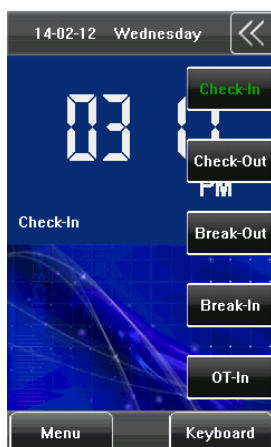 14-02-12 Wednesday
Check-In
03
Check-Out
PM
Check-In
Break-Out
Break-In
OT-In
Menu
Keyboard